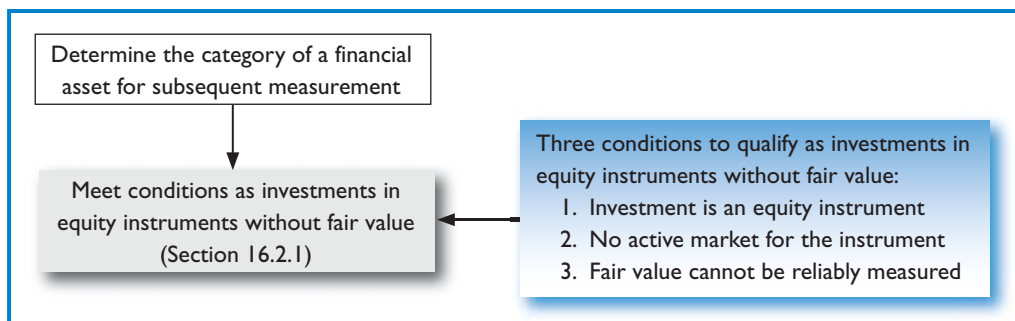 Determine the category of a financial
asset for subsequent measurement
Meet conditions as investments in
equity instruments without fair value
(Section 16.2.1)
Three conditions to qualify as investments in
equity instruments without fair value:
1. Investment is an equity instrument
2. No active market for the instrument
3. Fair value cannot be reliably measured